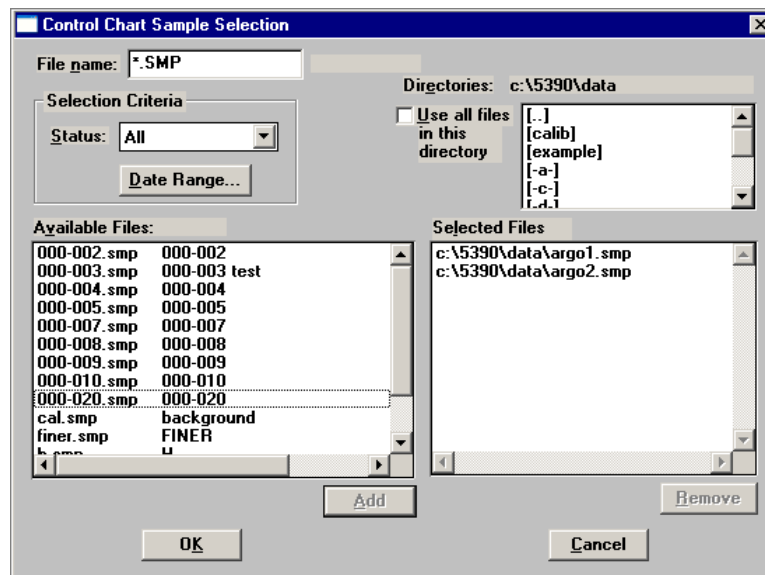 Control Chart Sample Selection
File name: *.SMP
Directories: c:\5390\data
Selection Criteria
Status: All
Date Range...
Use all files
in this
directory
[..]
[calib]
[example]
[-a-]
[-c-]
[-d-]
Available Files:
000-002.smp 000-002
000-003.smp 000-003 test
000-004.smp 000-004
000-005.smp 000-005
000-007.smp 000-007
000-008.smp 000-008
000-009.smp 000-009
000-010.smp 000-010
000-020.smp 000-020
cal.smp background
finer.smp FINER
Selected Files
c:\5390\data\argo1.smp
c:\5390\data\argo2.smp
Add
Remove
OK
Cancel